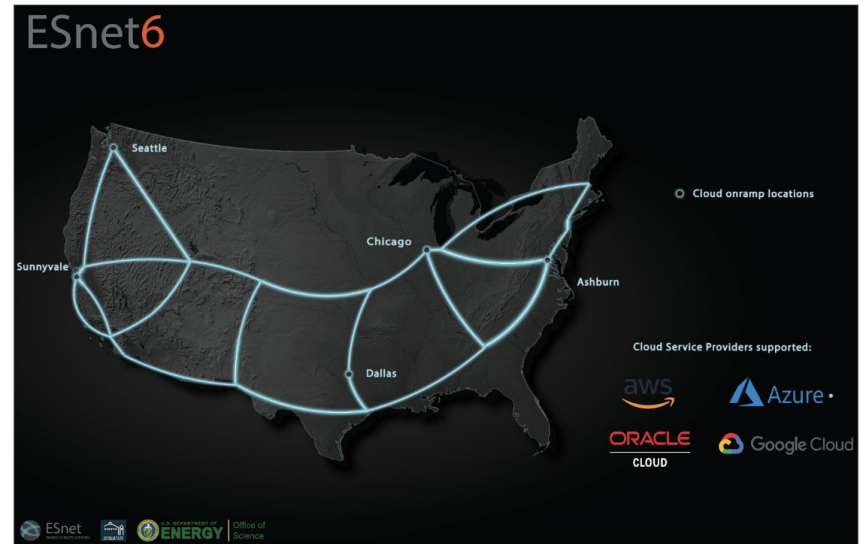 ESnet6
Seattle
Cloud onramp locations
Chicago
Sunnyvale
Ashburn
Cloud Service Providers supported:
Dallas
aws
Azure
ORACLE
CLOUD
Google Cloud
ESnet
U.S. DEPARTMENT OF
ENERGY
Office of
Science